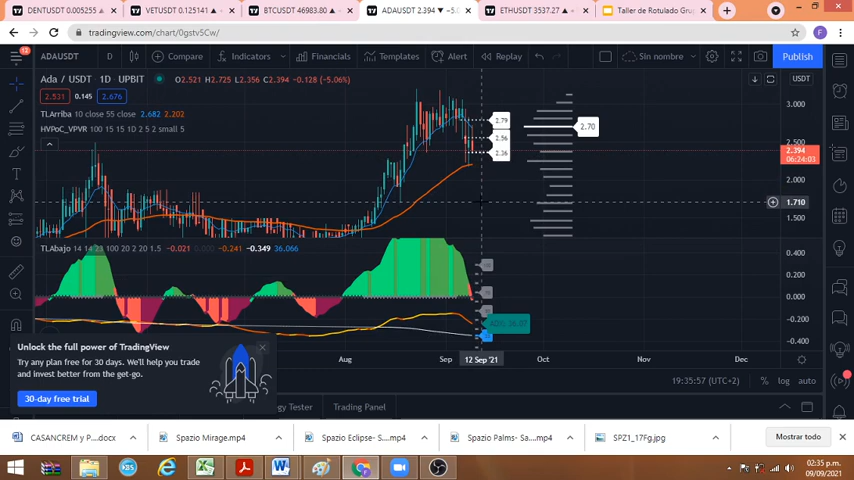 DENTUSDT 0.005255
VETUSDT 0.125141
BTCUSDT 46983.80
ADAUSDT 2.394 ▼ −5.0
ETHUSDT 3537.27
Taller de Rotulado Gru
tradingview.com/chart/0gstv5Cw/
F
12
ADAUSDT
D
Compare
Indicators
Financials
Templates
Alert
Replay
Sin nombre
Publish
Ada / USDT · 1D · UPBIT
O2.521 H2.725 L2.356 C2.394 −0.128 (−5.06%)
USDT
2.531
0.145
2.676
TLArriba 10 close 55 close 2.682 2.202
HVPoC_VPVR 100 15 15 1D 2 5 2 small 5
3.000
2.79
2.70
2.56
2.500
2.36
2.394
06:24:03
2.000
1.710
1.500
TLAbajo 14 14 23 100 20 2 20 1.5 −0.021 0.000 −0.241 −0.349 36.066
0.400
0.200
0.000
−0.200
−0.400
Unlock the full power of TradingView
Try any plan free for 30 days. We'll help you trade
and invest better from the get-go.
30-day free trial
Aug
Sep
12 Sep '21
Oct
Nov
Dec
19:35:57 (UTC+2)
%
log
auto
gy Tester
Trading Panel
CASANCREM y P....docx
Spazio Mirage.mp4
Spazio Eclipse- S....mp4
Spazio Palms- Sa....mp4
SPZ1_17Fg.jpg
Mostrar todo
02:35 p.m.
09/09/2021